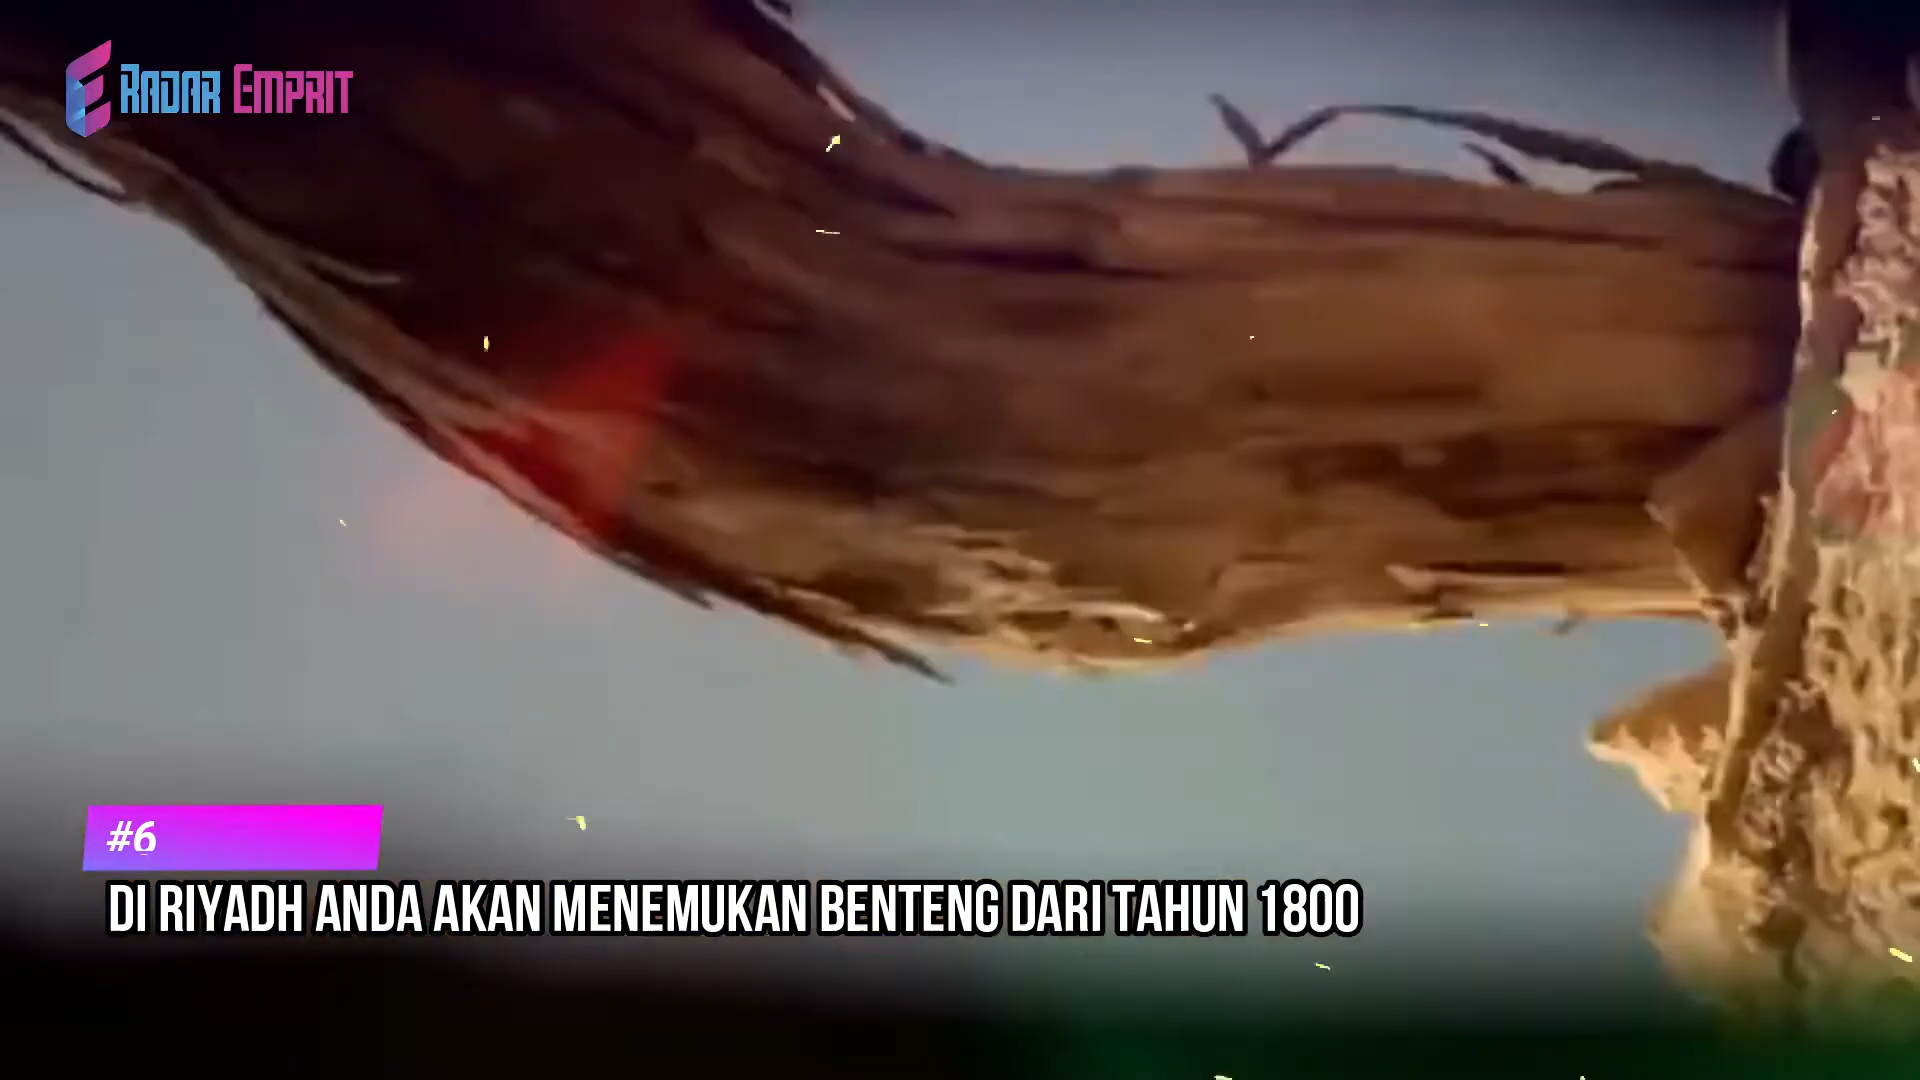 RADAR EMPRIT
#6
DI RIYADH ANDA AKAN MENEMUKAN BENTENG DARI TAHUN 1800